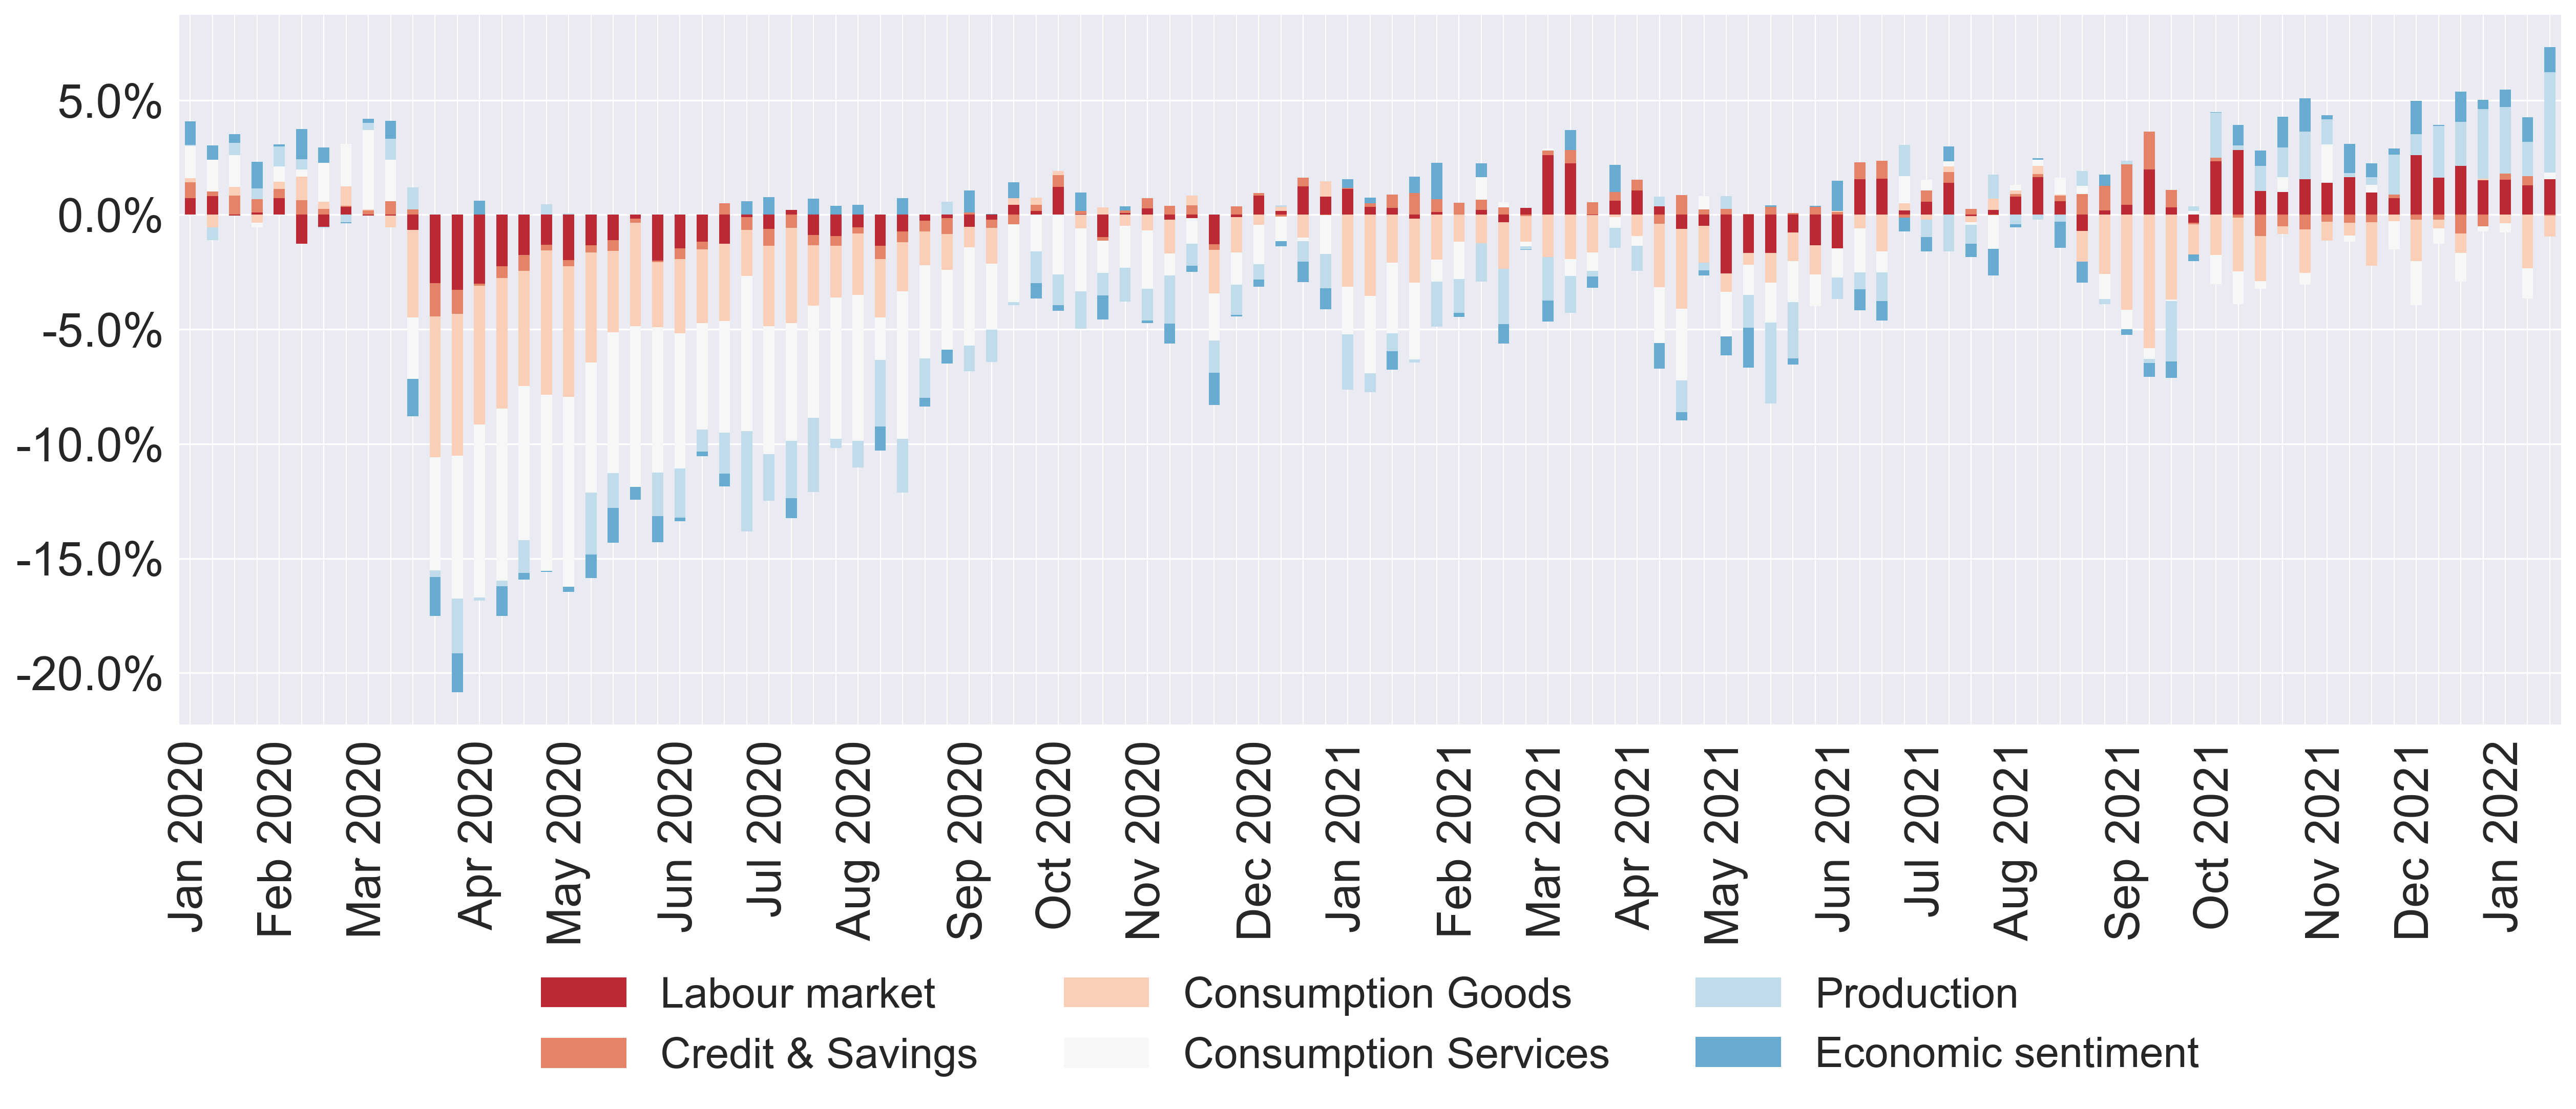 5.0%
0.0%
-5.0%
-10.0%
-15.0%
-20.0%
Jan 2020
Feb 2020
Mar 2020
Apr 2020
May 2020
Jun 2020
Jul 2020
Aug 2020
Sep 2020
Oct 2020
Nov 2020
Dec 2020
Jan 2021
Feb 2021
Mar 2021
Apr 2021
May 2021
Jun 2021
Jul 2021
Aug 2021
Sep 2021
Oct 2021
Nov 2021
Dec 2021
Jan 2022
Labour market
Consumption Goods
Production
Credit & Savings
Consumption Services
Economic sentiment